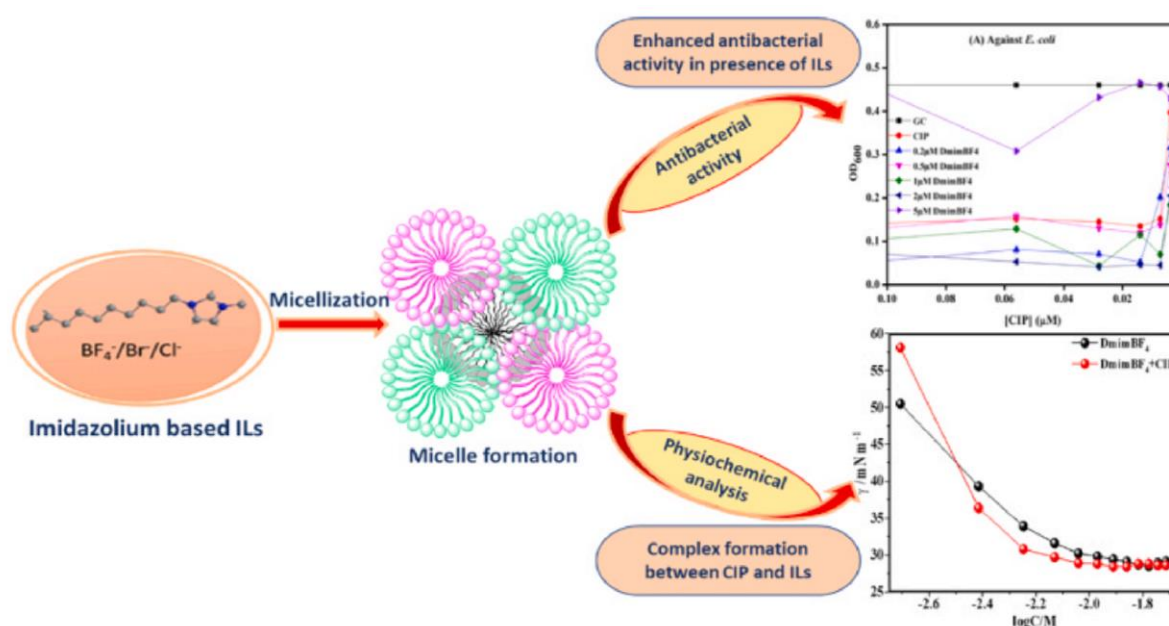 Enhanced antibacterial
activity in presence of ILs
Antibacterial
activity
Micellization
BF₄⁻/Br⁻/Cl⁻
Imidazolium based ILs
Micelle formation
Physiochemical
analysis
Complex formation
between CIP and ILs
(A) Against E. coli
0.6
0.5
0.4
0.3
0.2
0.1
0.0
OD₆₀₀
GC
CIP
0.2μM DmimBF4
0.5μM DmimBF4
1μM DmimBF4
2μM DmimBF4
5μM DmimBF4
0.10 0.08 0.06 0.04 0.02
[CIP] (μM)
60
55
50
45
40
35
30
25
γ/mN m⁻¹
DmimBF₄
DmimBF₄+CI
-2.6 -2.4 -2.2 -2.0 -1.8
logC/M